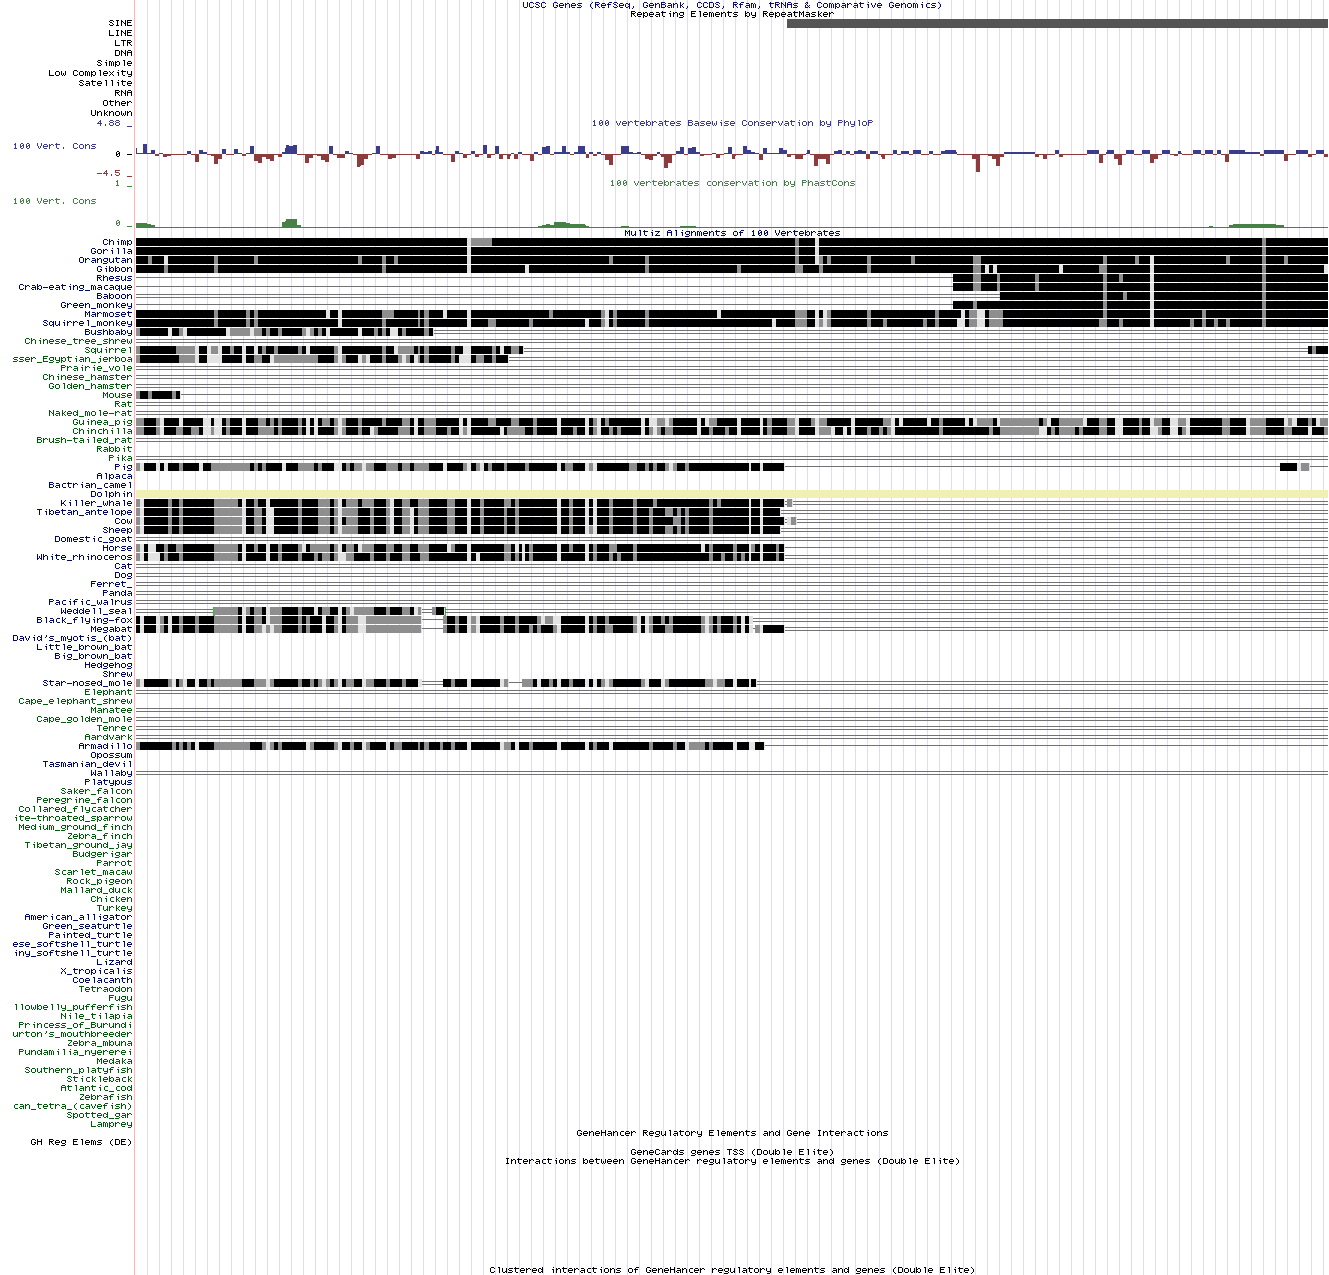 UCSC Genes (RefSeq, GenBank, CCDS, Rfam, tRNAs & Comparative Genomics)
Repeating Elements by RepeatMasker
SINE
LINE
LTR
DNA
Simple
Low Complexity
Satellite
RNA
Other
Unknown
4.88 _
100 vertebrates Basewise Conservation by PhyloP
100 Vert. Cons
0 _
-4.5 _
1 _
100 vertebrates conservation by PhastCons
100 Vert. Cons
0 _
Multiz Alignments of 100 Vertebrates
Chimp
Gorilla
Orangutan
Gibbon
Rhesus
Crab-eating_macaque
Baboon
Green_monkey
Marmoset
Squirrel_monkey
Bushbaby
Chinese_tree_shrew
Squirrel
sser_Egyptian_jerboa
Prairie_vole
Chinese_hamster
Golden_hamster
Mouse
Rat
Naked_mole-rat
Guinea_pig
Chinchilla
Brush-tailed_rat
Rabbit
Pika
Pig
Alpaca
Bactrian_camel
Dolphin
Killer_whale
Tibetan_antelope
Cow
Sheep
Domestic_goat
Horse
White_rhinoceros
Cat
Dog
Ferret_
Panda
Pacific_walrus
Weddell_seal
Black_flying-fox
Megabat
David's_myotis_(bat)
Little_brown_bat
Big_brown_bat
Hedgehog
Shrew
Star-nosed_mole
Elephant
Cape_elephant_shrew
Manatee
Cape_golden_mole
Tenrec
Aardvark
Armadillo
Opossum
Tasmanian_devil
Wallaby
Platypus
Saker_falcon
Peregrine_falcon
Collared_flycatcher
ite-throated_sparrow
Medium_ground_finch
Zebra_finch
Tibetan_ground_jay
Budgerigar
Parrot
Scarlet_macaw
Rock_pigeon
Mallard_duck
Chicken
Turkey
American_alligator
Green_seaturtle
Painted_turtle
ese_softshell_turtle
iny_softshell_turtle
Lizard
X_tropicalis
Coelacanth
Tetraodon
Fugu
llowbelly_pufferfish
Nile_tilapia
Princess_of_Burundi
urton's_mouthbreeder
Zebra_mbuna
Pundamilia_nyererei
Medaka
Southern_platyfish
Stickleback
Atlantic_cod
Zebrafish
can_tetra_(cavefish)
Spotted_gar
Lamprey
GeneHancer Regulatory Elements and Gene Interactions
GH Reg Elems (DE)
GeneCards genes TSS (Double Elite)
Interactions between GeneHancer regulatory elements and genes (Double Elite)
Clustered interactions of GeneHancer regulatory elements and genes (Double Elite)